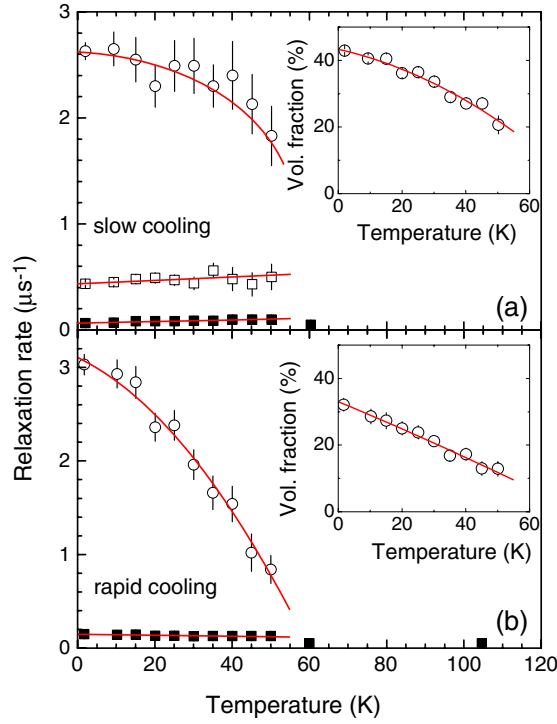 3
2
1
0
Relaxation rate (μs⁻¹)
slow cooling
(a)
Vol. fraction (%)
40
20
0
0 20 40 60
Temperature (K)
3
2
1
0
rapid cooling
(b)
Vol. fraction (%)
40
20
0
0 20 40 60
Temperature (K)
0 20 40 60 80 100 120
Temperature (K)